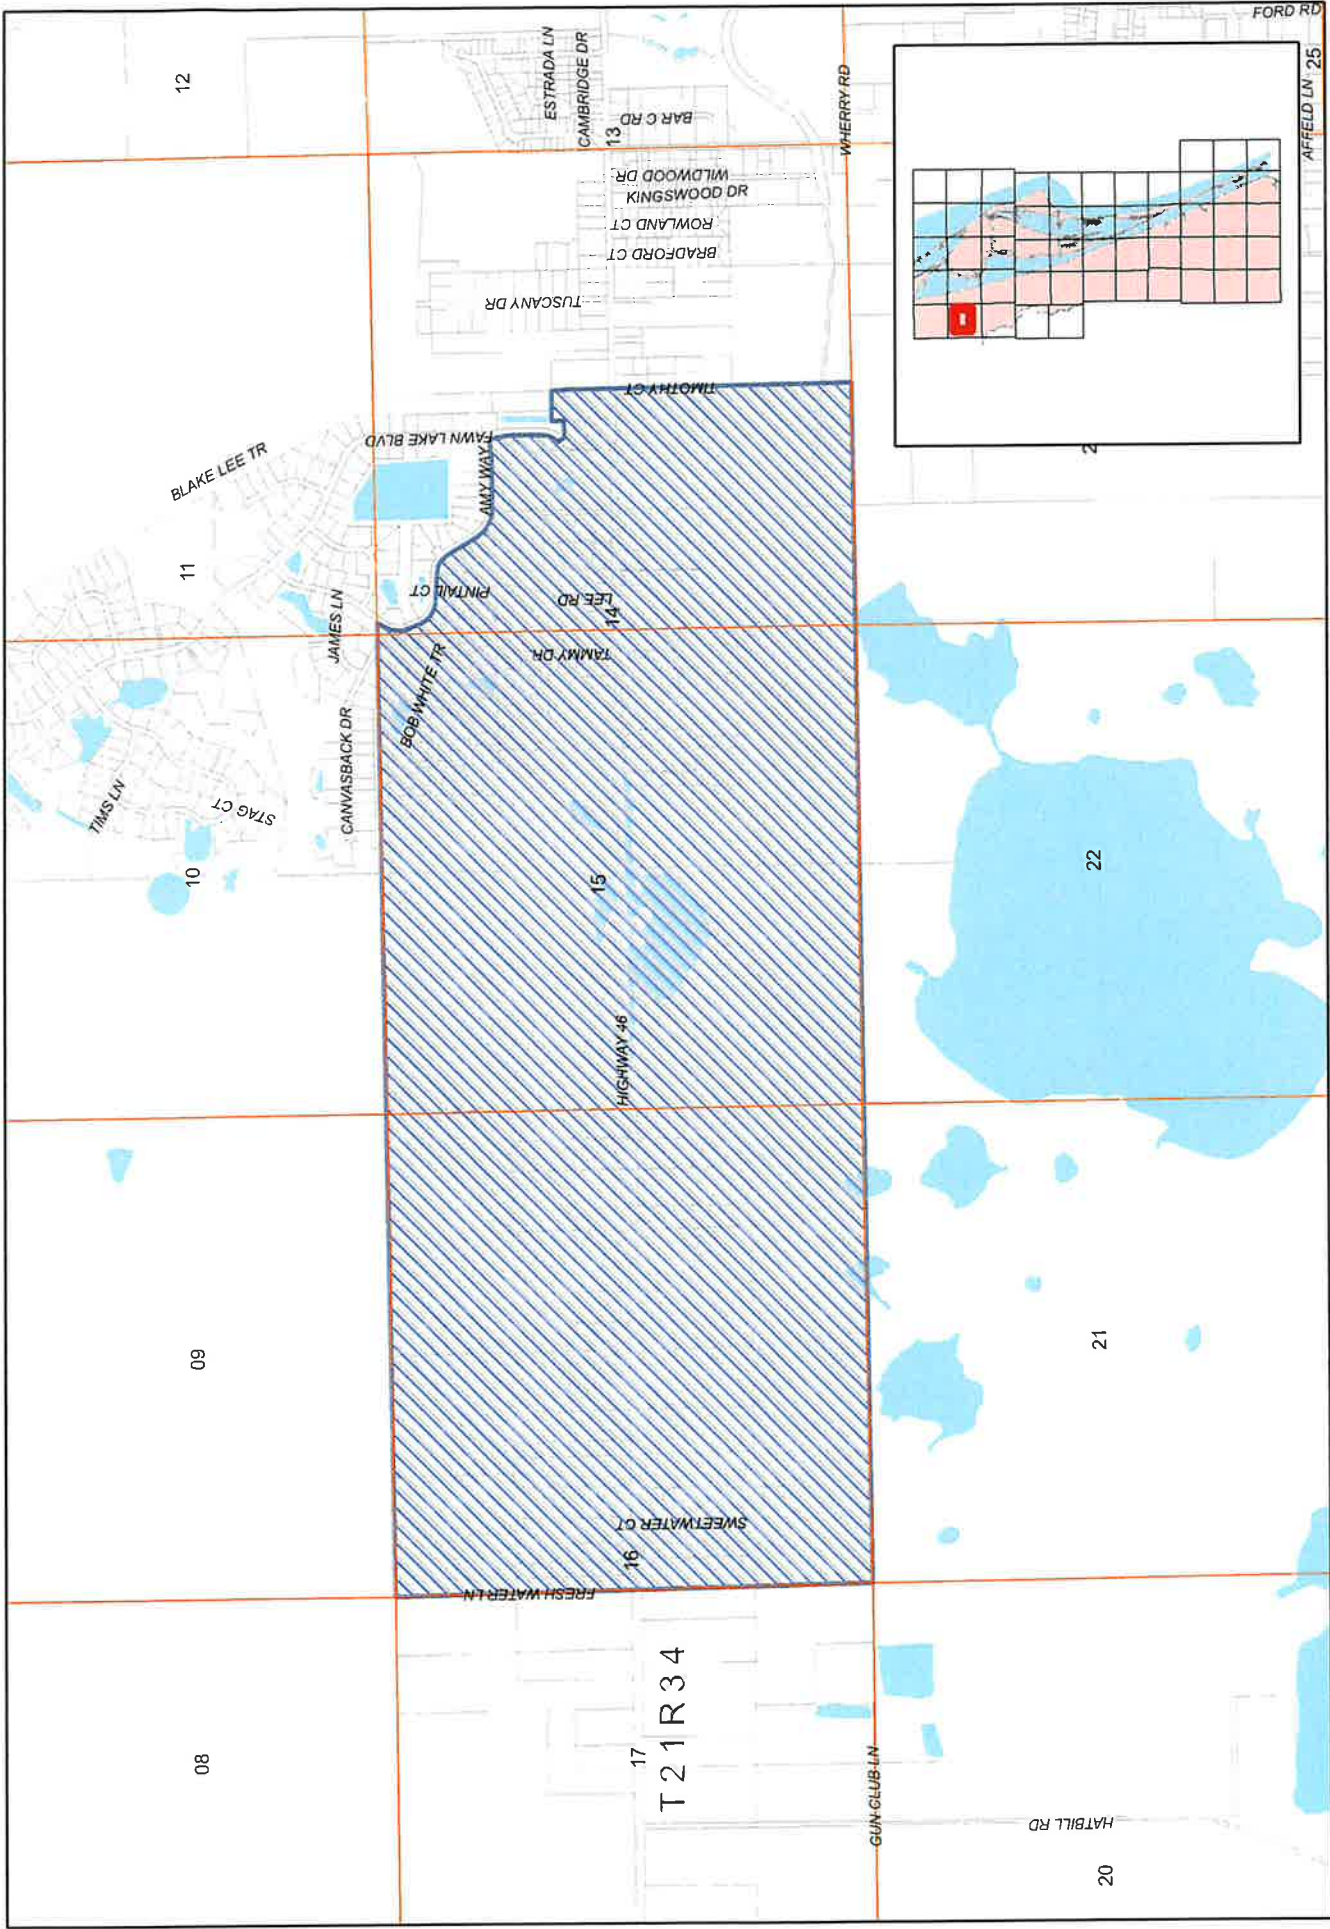 08
09
10
11
12
TIMS LN
STAG CT
BLAKE LEE TR
CANVASBACK DR
JAMES LN
FAWN LAKE BLVD
BOB WHITE TR
PINTAIL CT
AMY WAY
FRESH WATER LN
TAMMY DR
LEE RD
TUSCANY DR
ESTRADA LN
CAMBRIDGE DR
17
16
15
14
13
HIGHWAY 46
T21R34
SWEETWATER CT
TIMOTHY CT
BRADFORD CT
ROWLAND CT
KINGSWOOD DR
WILDWOOD DR
BAR C RD
GUN CLUB LN
WHERRY RD
HATBILL RD
20
21
22
2
FORD RD
AFFELD LN
25